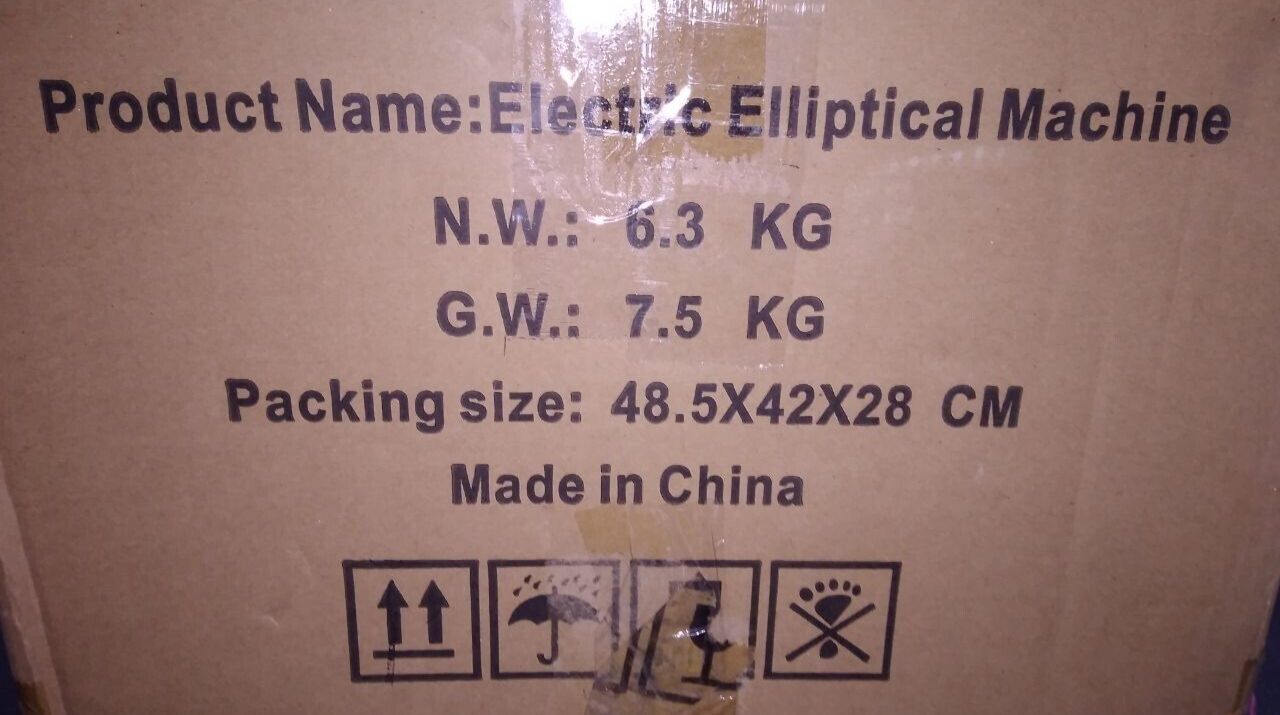 Product Name:Electric Elliptical Machine
N.W.: 6.3 KG
G.W.: 7.5 KG
Packing size: 48.5X42X28 CM
Made in China